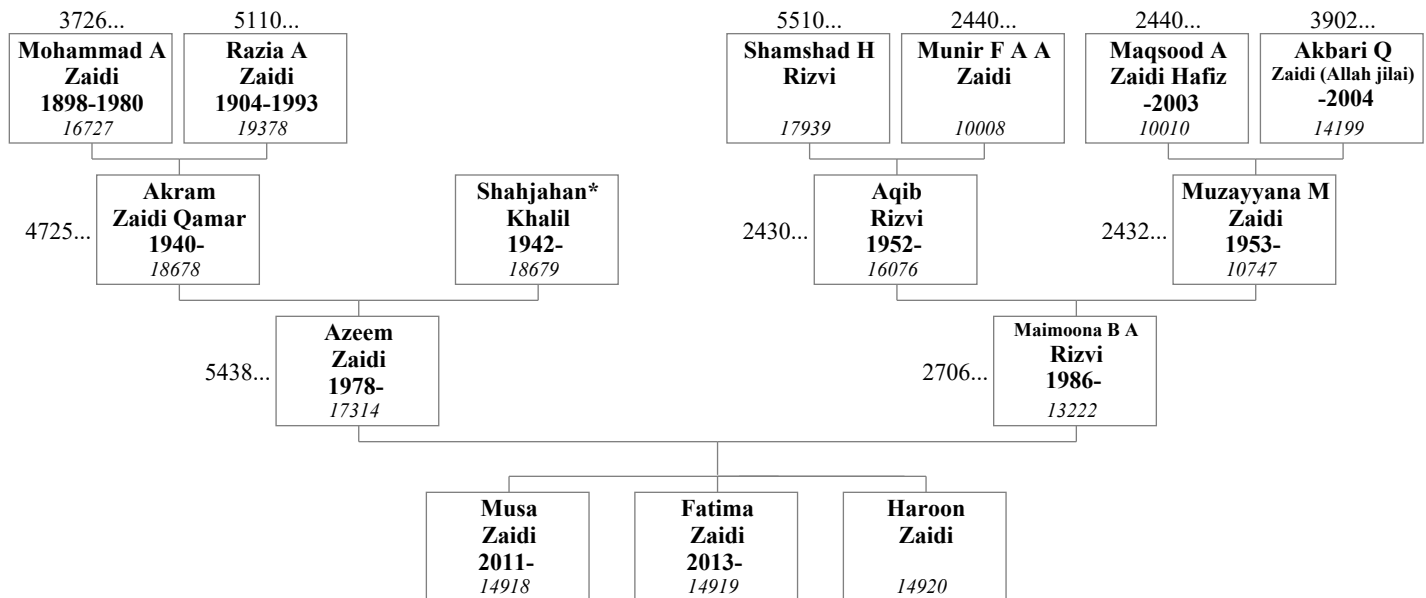 3726...
5110...
5510...
2440...
2440...
3902...
Mohammad A
Zaidi
1898-1980
16727
Razia A
Zaidi
1904-1993
19378
Shamshad H
Rizvi
17939
Munir F A A
Zaidi
10008
Maqsood A
Zaidi Hafiz
-2003
10010
Akbari Q
Zaidi (Allah jilai)
-2004
14199
4725...
Akram
Zaidi Qamar
1940-
18678
Shahjahan*
Khalil
1942-
18679
2430...
Aqib
Rizvi
1952-
16076
2432...
Muzayyana M
Zaidi
1953-
10747
5438...
Azeem
Zaidi
1978-
17314
2706...
Maimoona B A
Rizvi
1986-
13222
Musa
Zaidi
2011-
14918
Fatima
Zaidi
2013-
14919
Haroon
Zaidi
14920